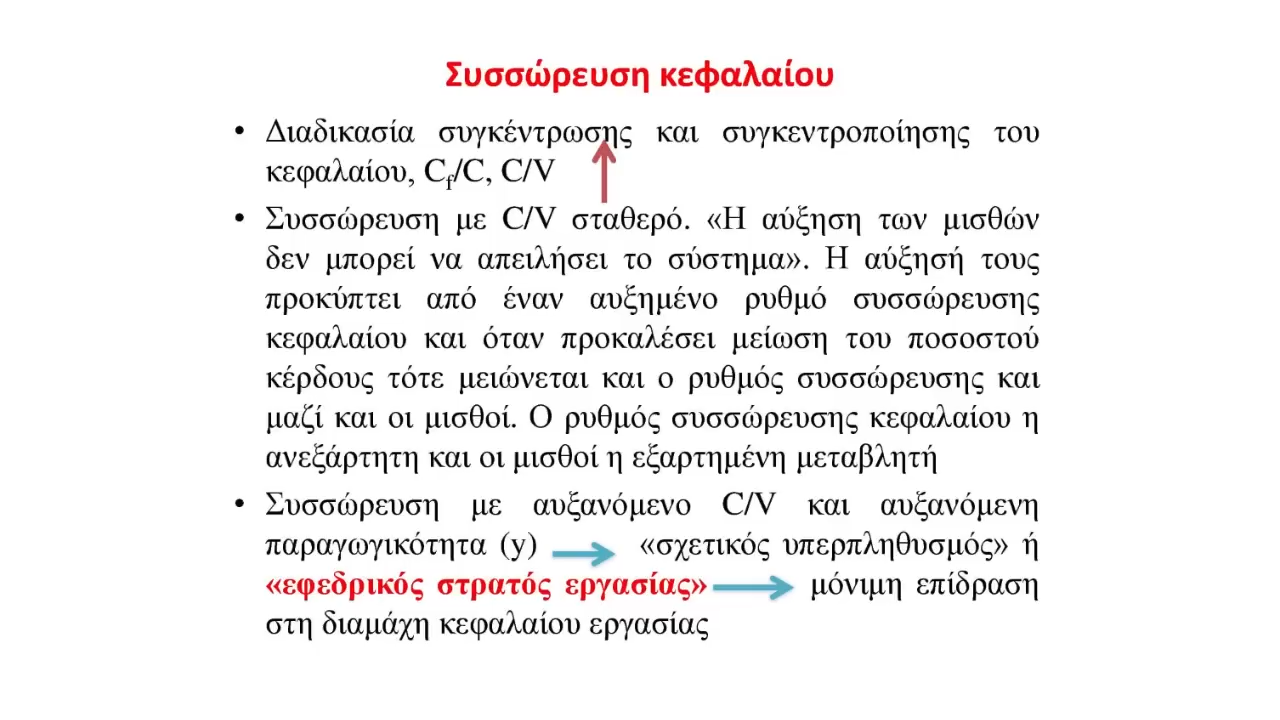 Συσσώρευση κεφαλαίου
• Διαδικασία συγκέντρωσης και συγκεντροποίησης του
κεφαλαίου, Cf/C, C/V
• Συσσώρευση με C/V σταθερό. «Η αύξηση των μισθών
δεν μπορεί να απειλήσει το σύστημα». Η αύξησή τους
προκύπτει από έναν αυξημένο ρυθμό συσσώρευσης
κεφαλαίου και όταν προκαλέσει μείωση του ποσοστού
κέρδους τότε μειώνεται και ο ρυθμός συσσώρευσης και
μαζί και οι μισθοί. Ο ρυθμός συσσώρευσης κεφαλαίου η
ανεξάρτητη και οι μισθοί η εξαρτημένη μεταβλητή
• Συσσώρευση με αυξανόμενο C/V και αυξανόμενη
παραγωγικότητα (y) «σχετικός υπερπληθυσμός» ή
«εφεδρικός στρατός εργασίας» μόνιμη επίδραση
στη διαμάχη κεφαλαίου εργασίας